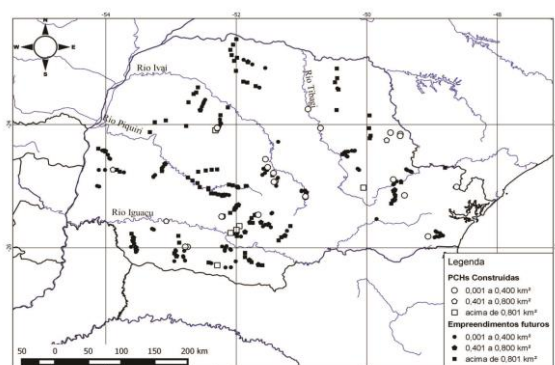 -54
-52
-50
-48
N
W
E
S
Rio Ivaí
Rio Tibagi
Rio Piquiri
Rio Iguaçu
Legenda
PCHs Construídas
0,001 a 0,400 km²
0,401 a 0,800 km²
acima de 0,801 km²
Empreendimentos futuros
0,001 a 0,400 km²
0,401 a 0,800 km²
acima de 0,801 km²
50 0 50 100 150 200 km